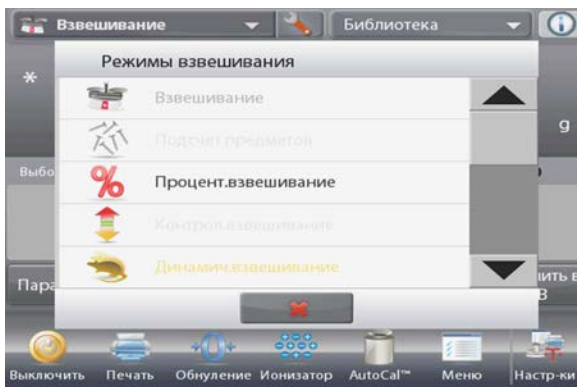 Взвешивание
Библиотека
Режимы взвешивания
*
Взвешивание
g
Подсчет предметов
Выбо
Процент.взвешивание
Контрол.взвешивание
Динамич.взвешивание
Пара
ить в
В
Выключить Печать Обнуление Ионизатор AutoCal™ Меню Настр-ки